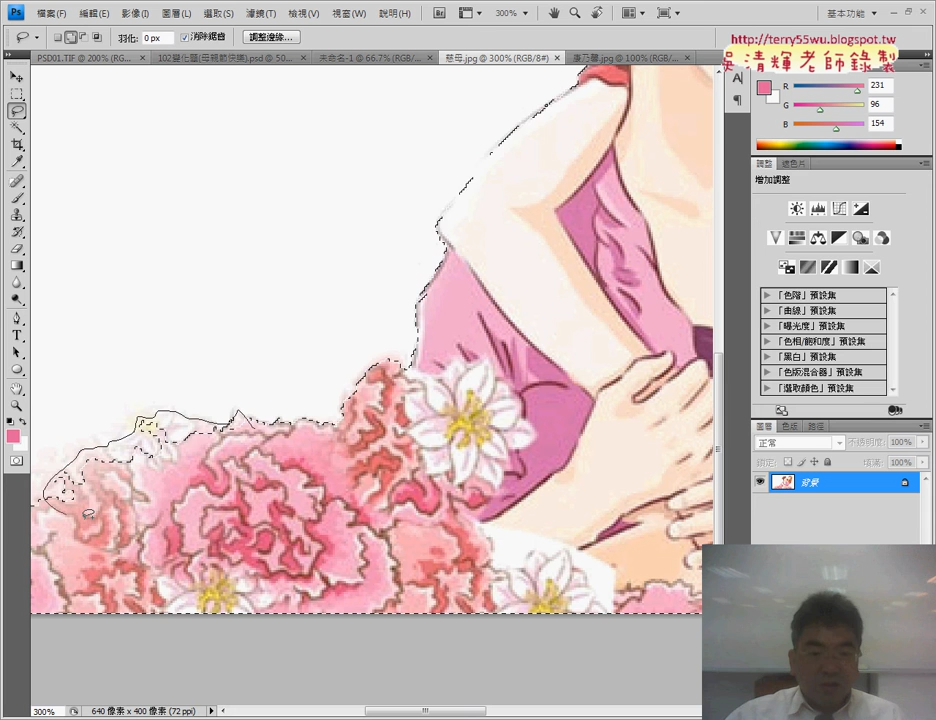 Ps 檔案(F) 編輯(E) 影像(I) 圖層(L) 選取(S) 濾鏡(T) 檢視(V) 視窗(W) 說明(H) Br 300% 基本功能
羽化: 0 px 消除鋸齒 調整邊緣...
http://terry55wu.blogspot.tw
吳清輝老師錄製
PSD01.TIF @ 200% (RG... × 102變化題(母親節快樂).psd @ 50... × 未命名-1 @ 66.7% (RGB/8... × 慈母.jpg @ 300% (RGB/8#) × .jpg @ 100% (RGB/8... ×
R 231
G 96
B 154
調整 遮色片
增加調整
「色階」預設集
「曲線」預設集
「曝光度」預設集
「色相/飽和度」預設集
「黑白」預設集
「色版混合器」預設集
「選取顏色」預設集
圖層 色版 路徑
正常 不透明度: 100%
鎖定: 填滿: 100%
背景
300% 640 像素 x 400 像素 (72 ppi)